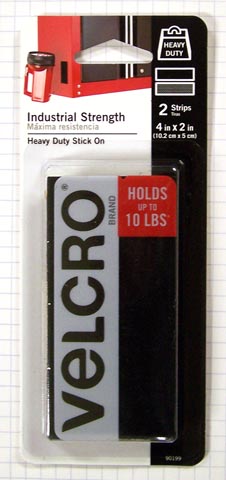 HEAVY
DUTY
Industrial Strength
Máxima resistencia
Heavy Duty Stick On
2 Strips
Tiras
4 in x 2 in
(10.2 cm x 5 cm)
HOLDS
UP TO
10 LBS*
VELCRO®
BRAND
90199